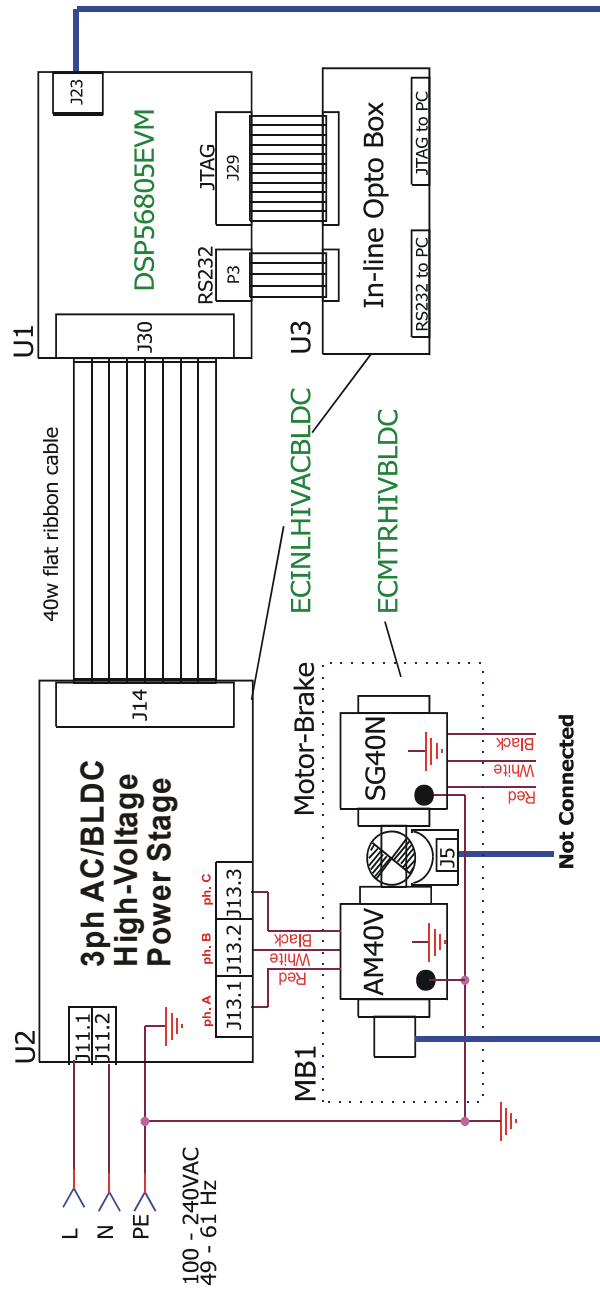 U2
3ph AC/BLDC
High-Voltage
Power Stage
J11.1
J11.2
J14
J13.1
J13.2
J13.3
ph. A
ph. B
ph. C
L
N
PE
100 - 240VAC
49 - 61 Hz
40w flat ribbon cable
U1
J30
J23
DSP56805EVM
RS232
P3
JTAG
J29
U3
In-line Opto Box
RS232 to PC
JTAG to PC
ECINLHIVACBLDC
ECMTRHIVBLDC
Red
White
Black
MB1
Motor-Brake
AM40V
SG40N
J5
Red
White
Black
Not Connected